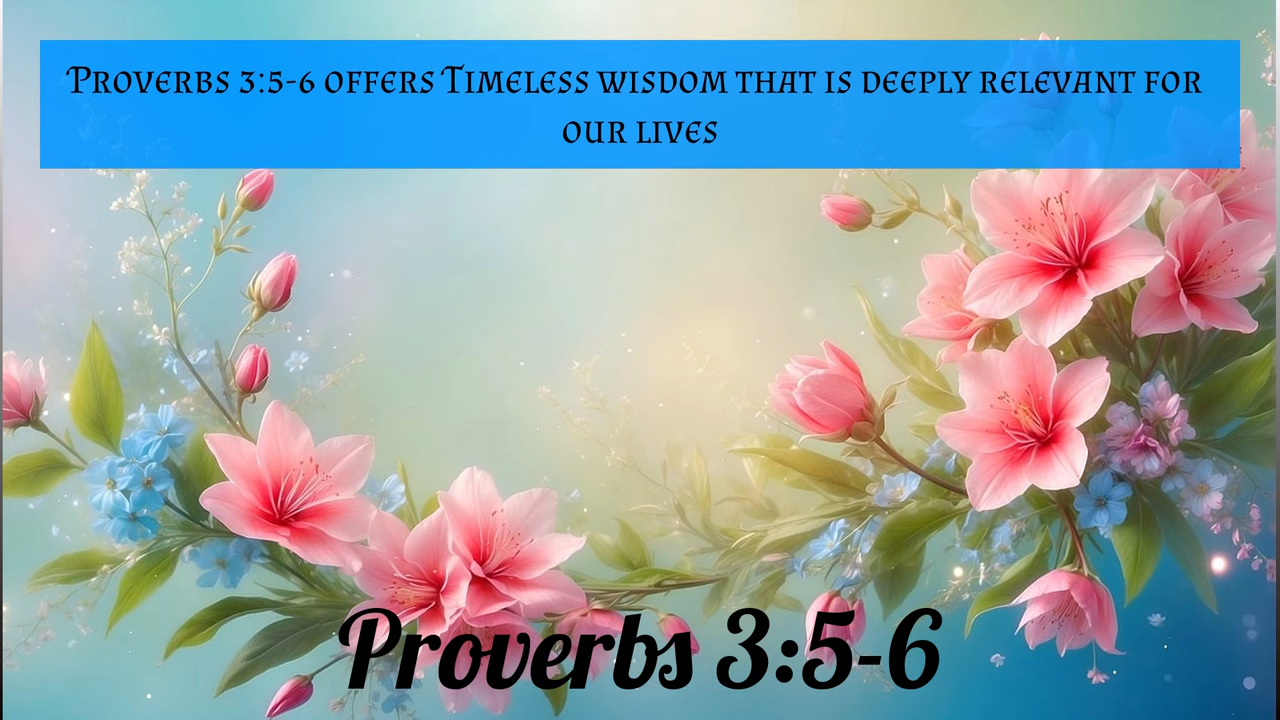 Proverbs 3:5-6 offers Timeless wisdom that is deeply relevant for
our lives
Proverbs 3:5-6